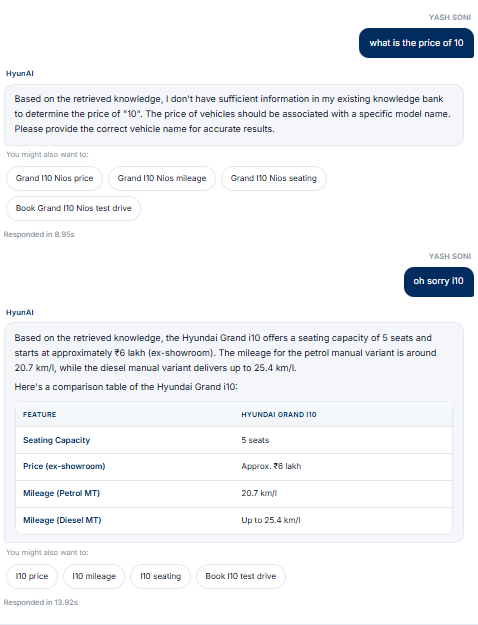 YASH SONI
what is the price of 10
HyunAI
Based on the retrieved knowledge, I don't have sufficient information in my existing knowledge bank
to determine the price of "10". The price of vehicles should be associated with a specific model name.
Please provide the correct vehicle name for accurate results.
You might also want to:
Grand I10 Nios price
Grand I10 Nios mileage
Grand I10 Nios seating
Book Grand I10 Nios test drive
Responded in 8.95s
YASH SONI
oh sorry i10
HyunAI
Based on the retrieved knowledge, the Hyundai Grand i10 offers a seating capacity of 5 seats and
starts at approximately ₹6 lakh (ex-showroom). The mileage for the petrol manual variant is around
20.7 km/l, while the diesel manual variant delivers up to 25.4 km/l.
Here's a comparison table of the Hyundai Grand i10:
FEATURE HYUNDAI GRAND I10
Seating Capacity 5 seats
Price (ex-showroom) Approx. ₹6 lakh
Mileage (Petrol MT) 20.7 km/l
Mileage (Diesel MT) Up to 25.4 km/l
You might also want to:
I10 price
I10 mileage
I10 seating
Book I10 test drive
Responded in 13.92s